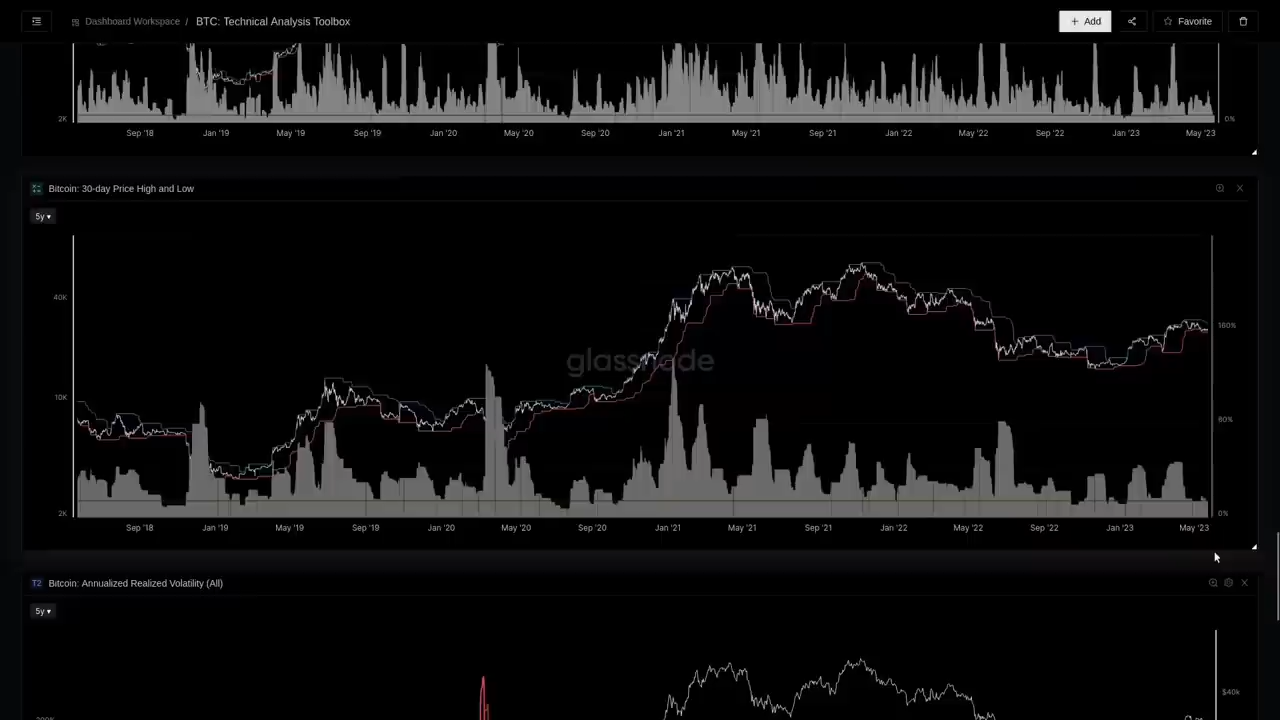 Dashboard Workspace / BTC: Technical Analysis Toolbox
+ Add
Favorite
2K
0%
Sep '18 Jan '19 May '19 Sep '19 Jan '20 May '20 Sep '20 Jan '21 May '21 Sep '21 Jan '22 May '22 Sep '22 Jan '23 May '23
Bitcoin: 30-day Price High and Low
5y
40K
160%
glassnode
10K
80%
2K
0%
Sep '18 Jan '19 May '19 Sep '19 Jan '20 May '20 Sep '20 Jan '21 May '21 Sep '21 Jan '22 May '22 Sep '22 Jan '23 May '23
T2 Bitcoin: Annualized Realized Volatility (All)
5y
$40k